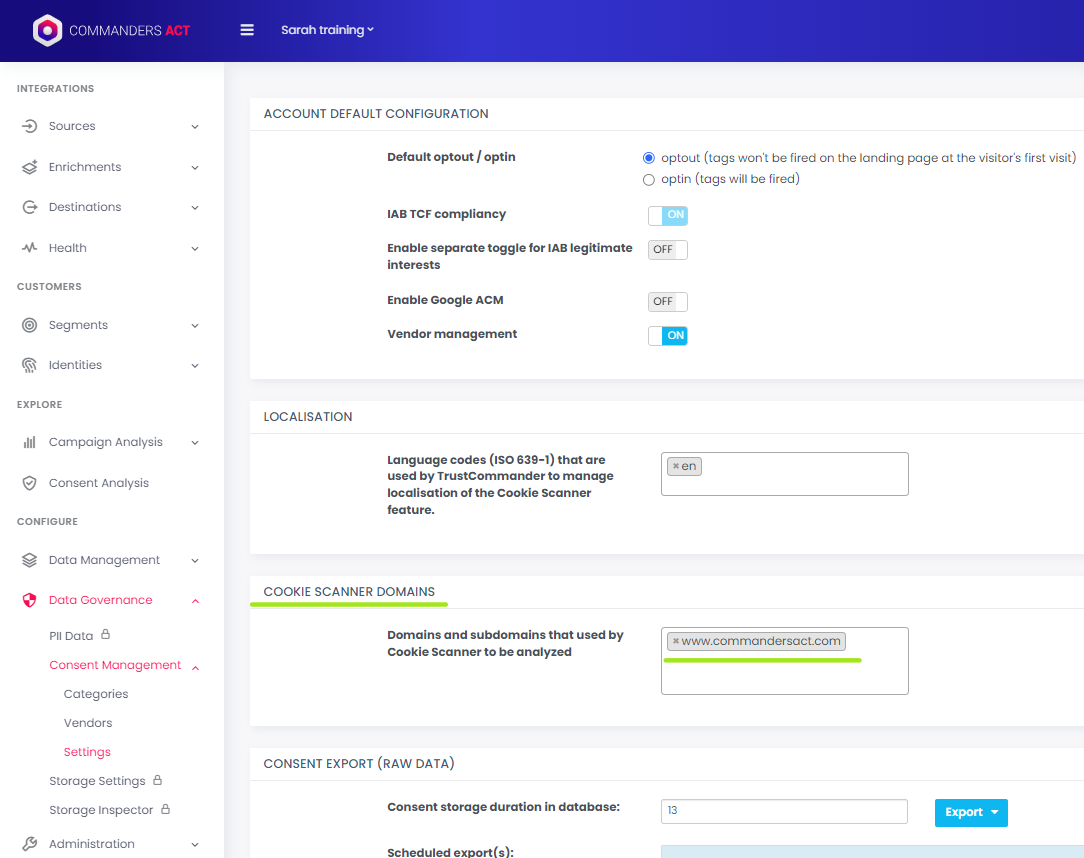 COMMANDERS ACT
Sarah training
INTEGRATIONS
Sources
Enrichments
Destinations
Health
CUSTOMERS
Segments
Identities
EXPLORE
Campaign Analysis
Consent Analysis
CONFIGURE
Data Management
Data Governance
PII Data
Consent Management
Categories
Vendors
Settings
Storage Settings
Storage Inspector
Administration
ACCOUNT DEFAULT CONFIGURATION
Default optout / optin
optout (tags won't be fired on the landing page at the visitor's first visit)
optin (tags will be fired)
IAB TCF compliancy
ON
Enable separate toggle for IAB legitimate
interests
OFF
Enable Google ACM
OFF
Vendor management
ON
LOCALISATION
Language codes (ISO 639-1) that are
used by TrustCommander to manage
localisation of the Cookie Scanner
feature.
× en
COOKIE SCANNER DOMAINS
Domains and subdomains that used by
Cookie Scanner to be analyzed
× www.commandersact.com
CONSENT EXPORT (RAW DATA)
Consent storage duration in database:
13
Export
Scheduled export(s):